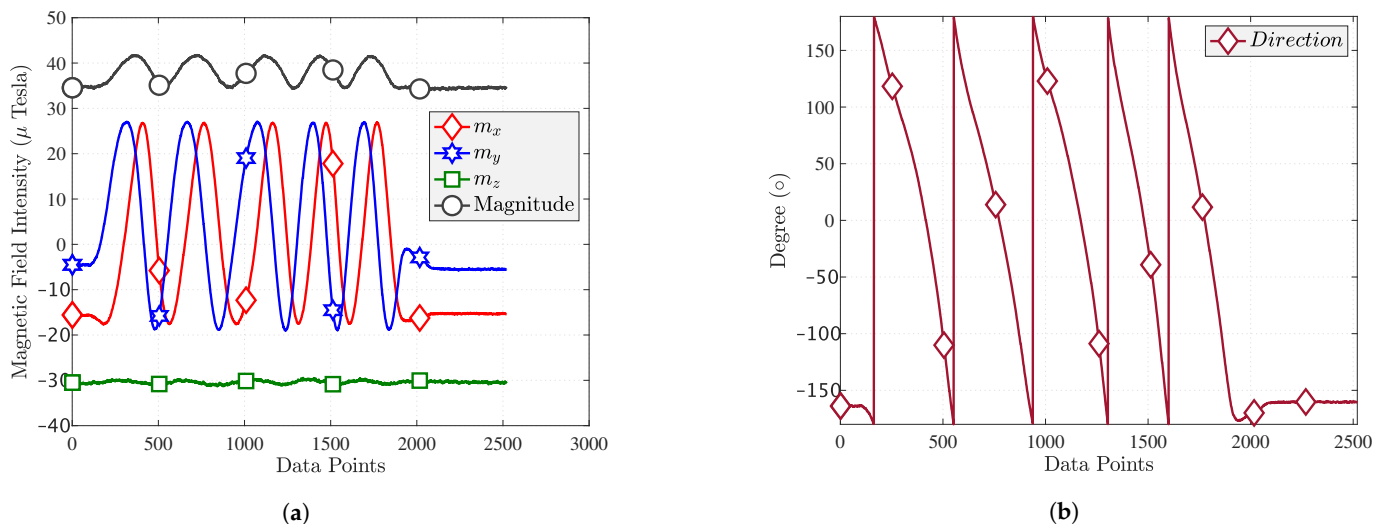 50
40
30
20
10
0
−10
−20
−30
−40
0
500
1000
1500
2000
2500
3000
Magnetic Field Intensity (μ Tesla)
Data Points
m_x
m_y
m_z
Magnitude
(a)
150
100
50
0
−50
−100
−150
0
500
1000
1500
2000
2500
Degree (○)
Data Points
Direction
(b)